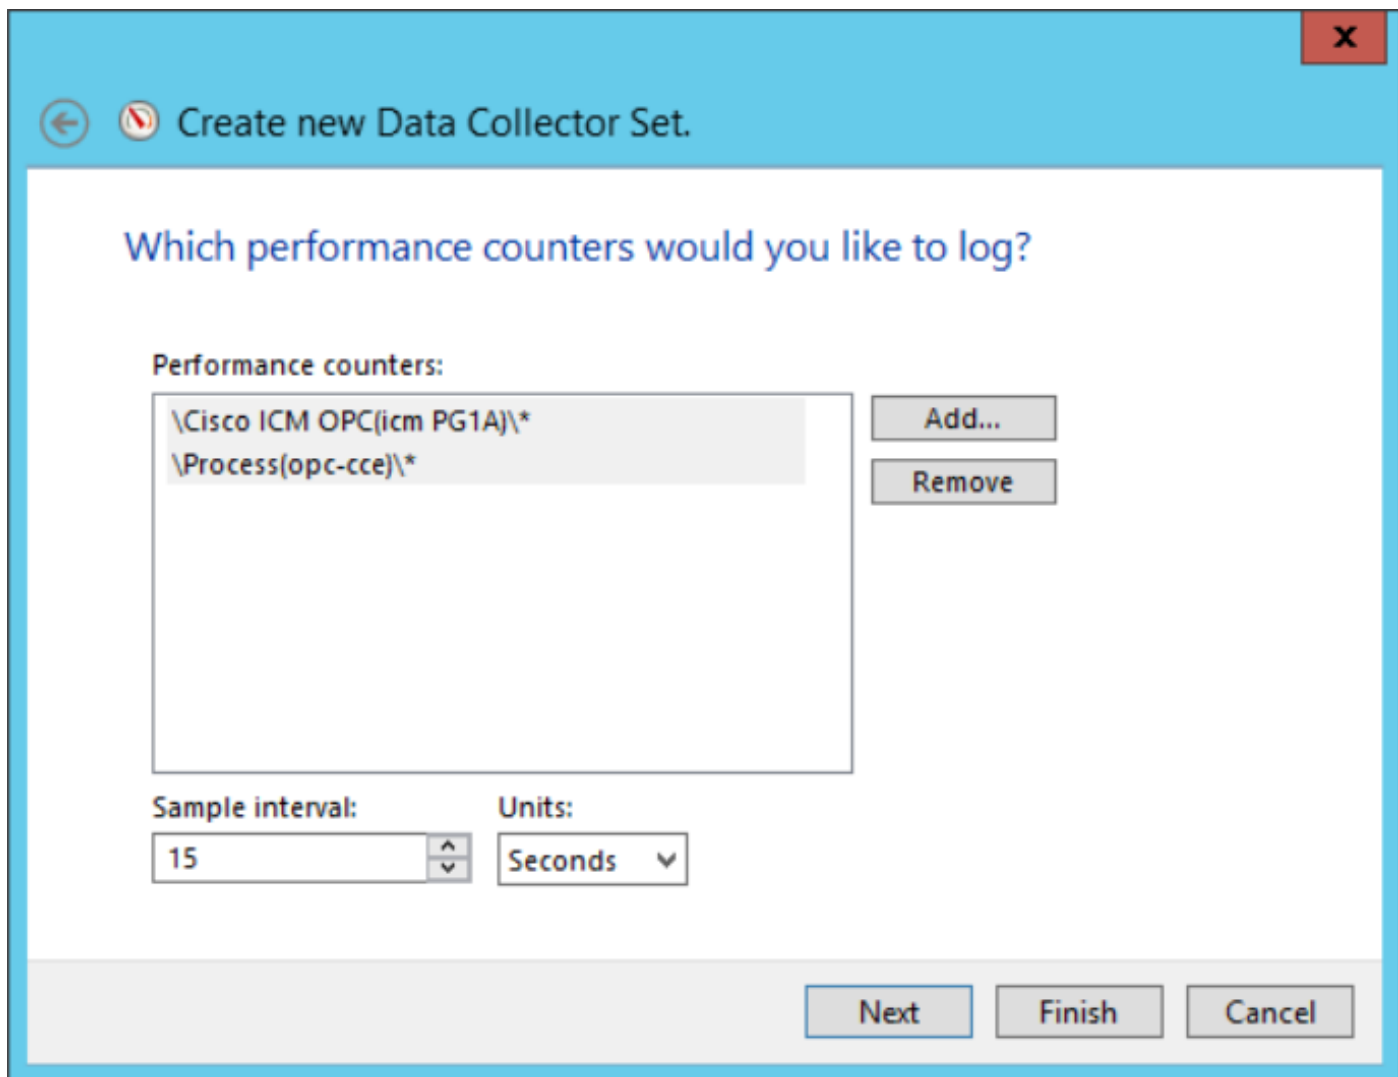 x
Create new Data Collector Set.
Which performance counters would you like to log?
Performance counters:
\Cisco ICM OPC(icm PG1A)\*
\Process(opc-cce)\*
Add...
Remove
Sample interval:
Units:
15
Seconds
Next
Finish
Cancel